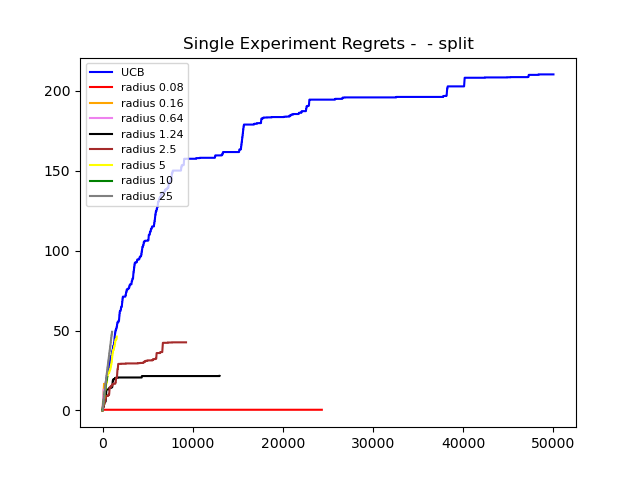 Single Experiment Regrets -  - split
UCB
radius 0.08
radius 0.16
radius 0.64
radius 1.24
radius 2.5
radius 5
radius 10
radius 25
200
150
100
50
0
0 10000 20000 30000 40000 50000